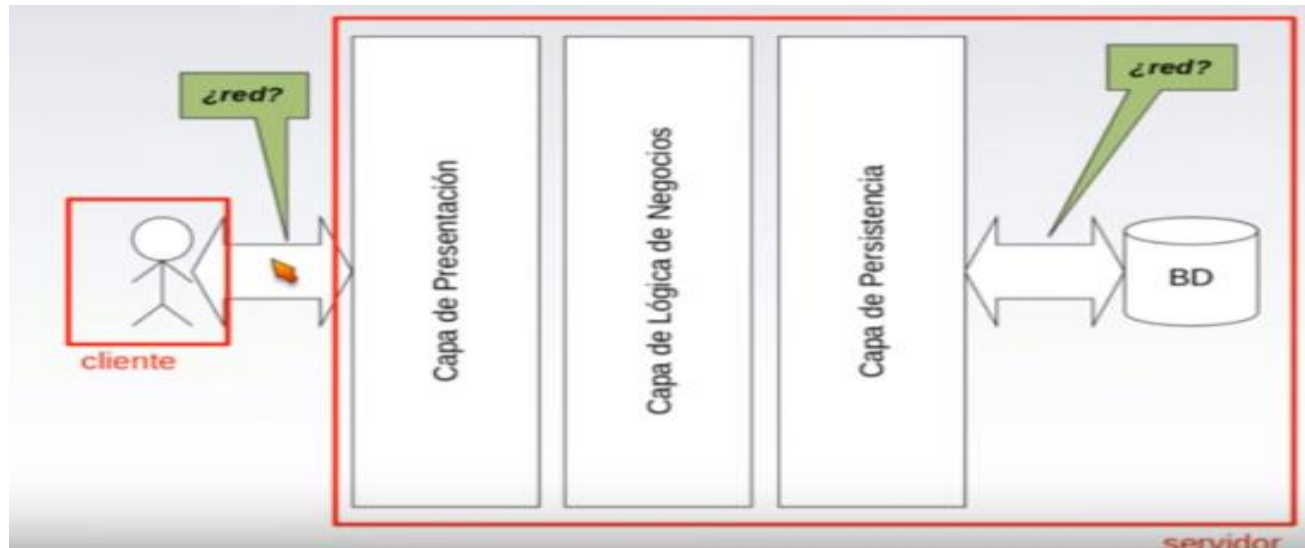 ¿red?
¿red?
Capa de Presentación
Capa de Lógica de Negocios
Capa de Persistencia
BD
cliente
servidor